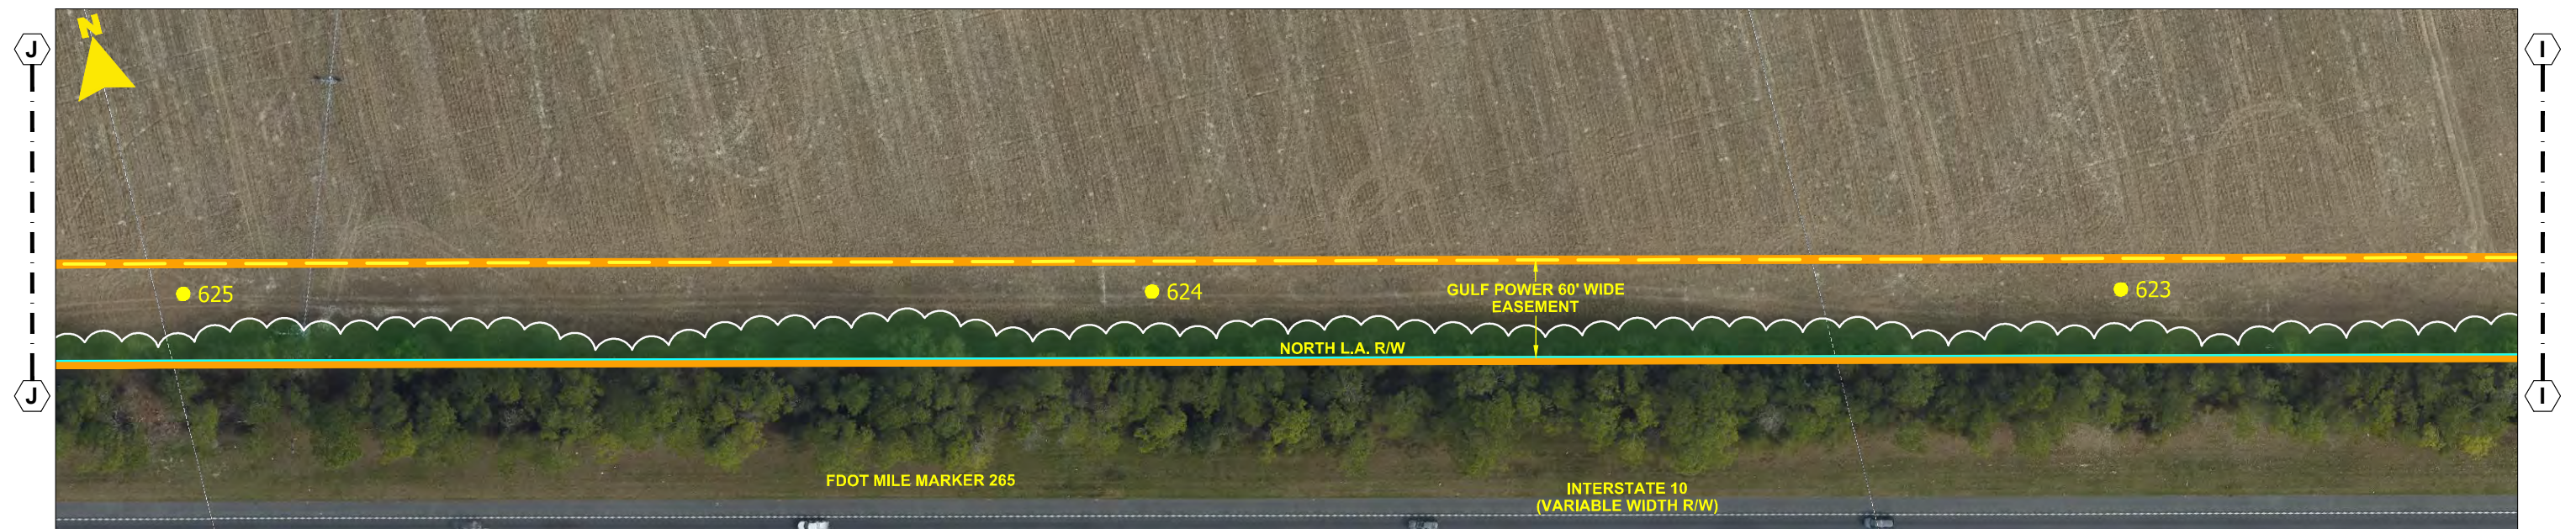 N
J
I
625
624
623
GULF POWER 60' WIDE
EASEMENT
NORTH L.A. R/W
J
I
FDOT MILE MARKER 265
INTERSTATE 10
(VARIABLE WIDTH R/W)